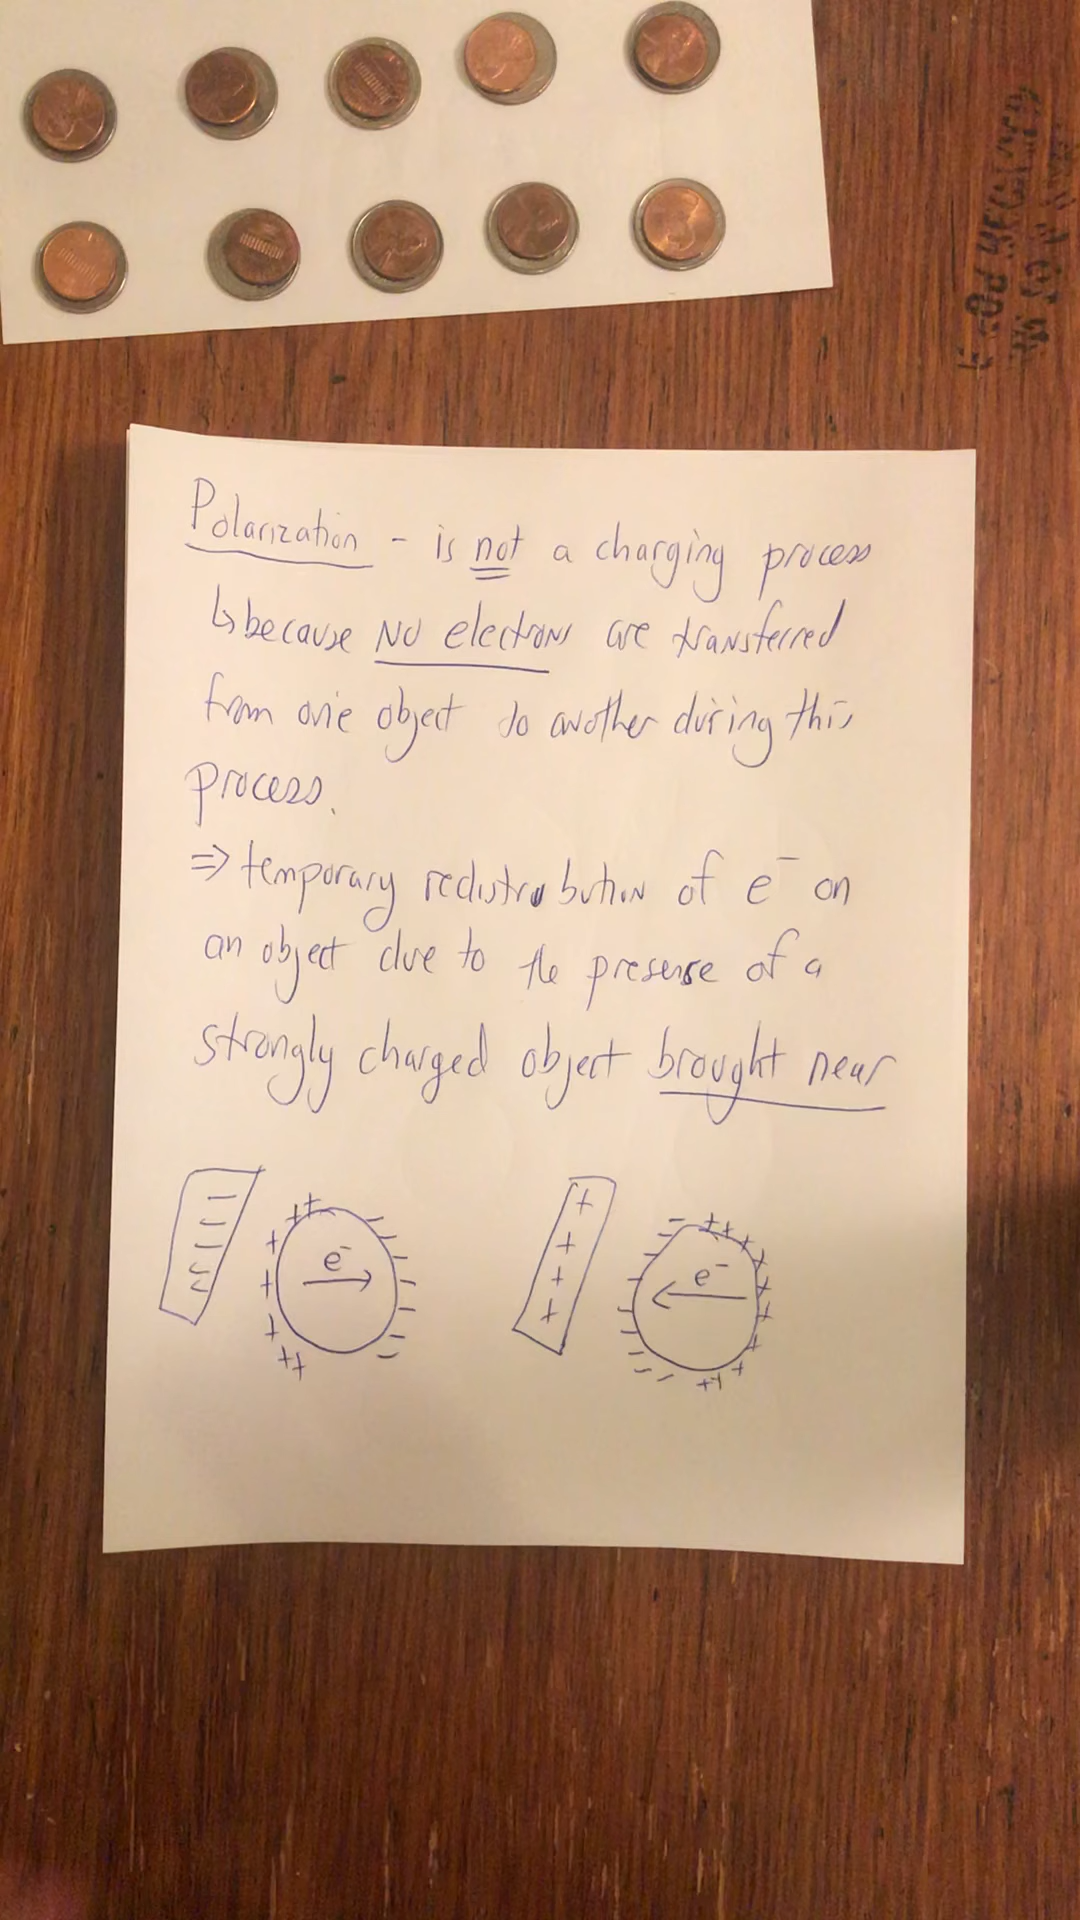 Polarization - is not a charging process
↳ because NO electrons are transferred
from one object to another during this
process.
⇒ temporary redistribution of e⁻ on
an object due to the presense of a
strongly charged object brought near
- - - - -
++ + + + ++
e⁻ →
- - - - - - -
+ + + +
- - - - - - - - -
e⁻ ←
++ + + + + + + + ++